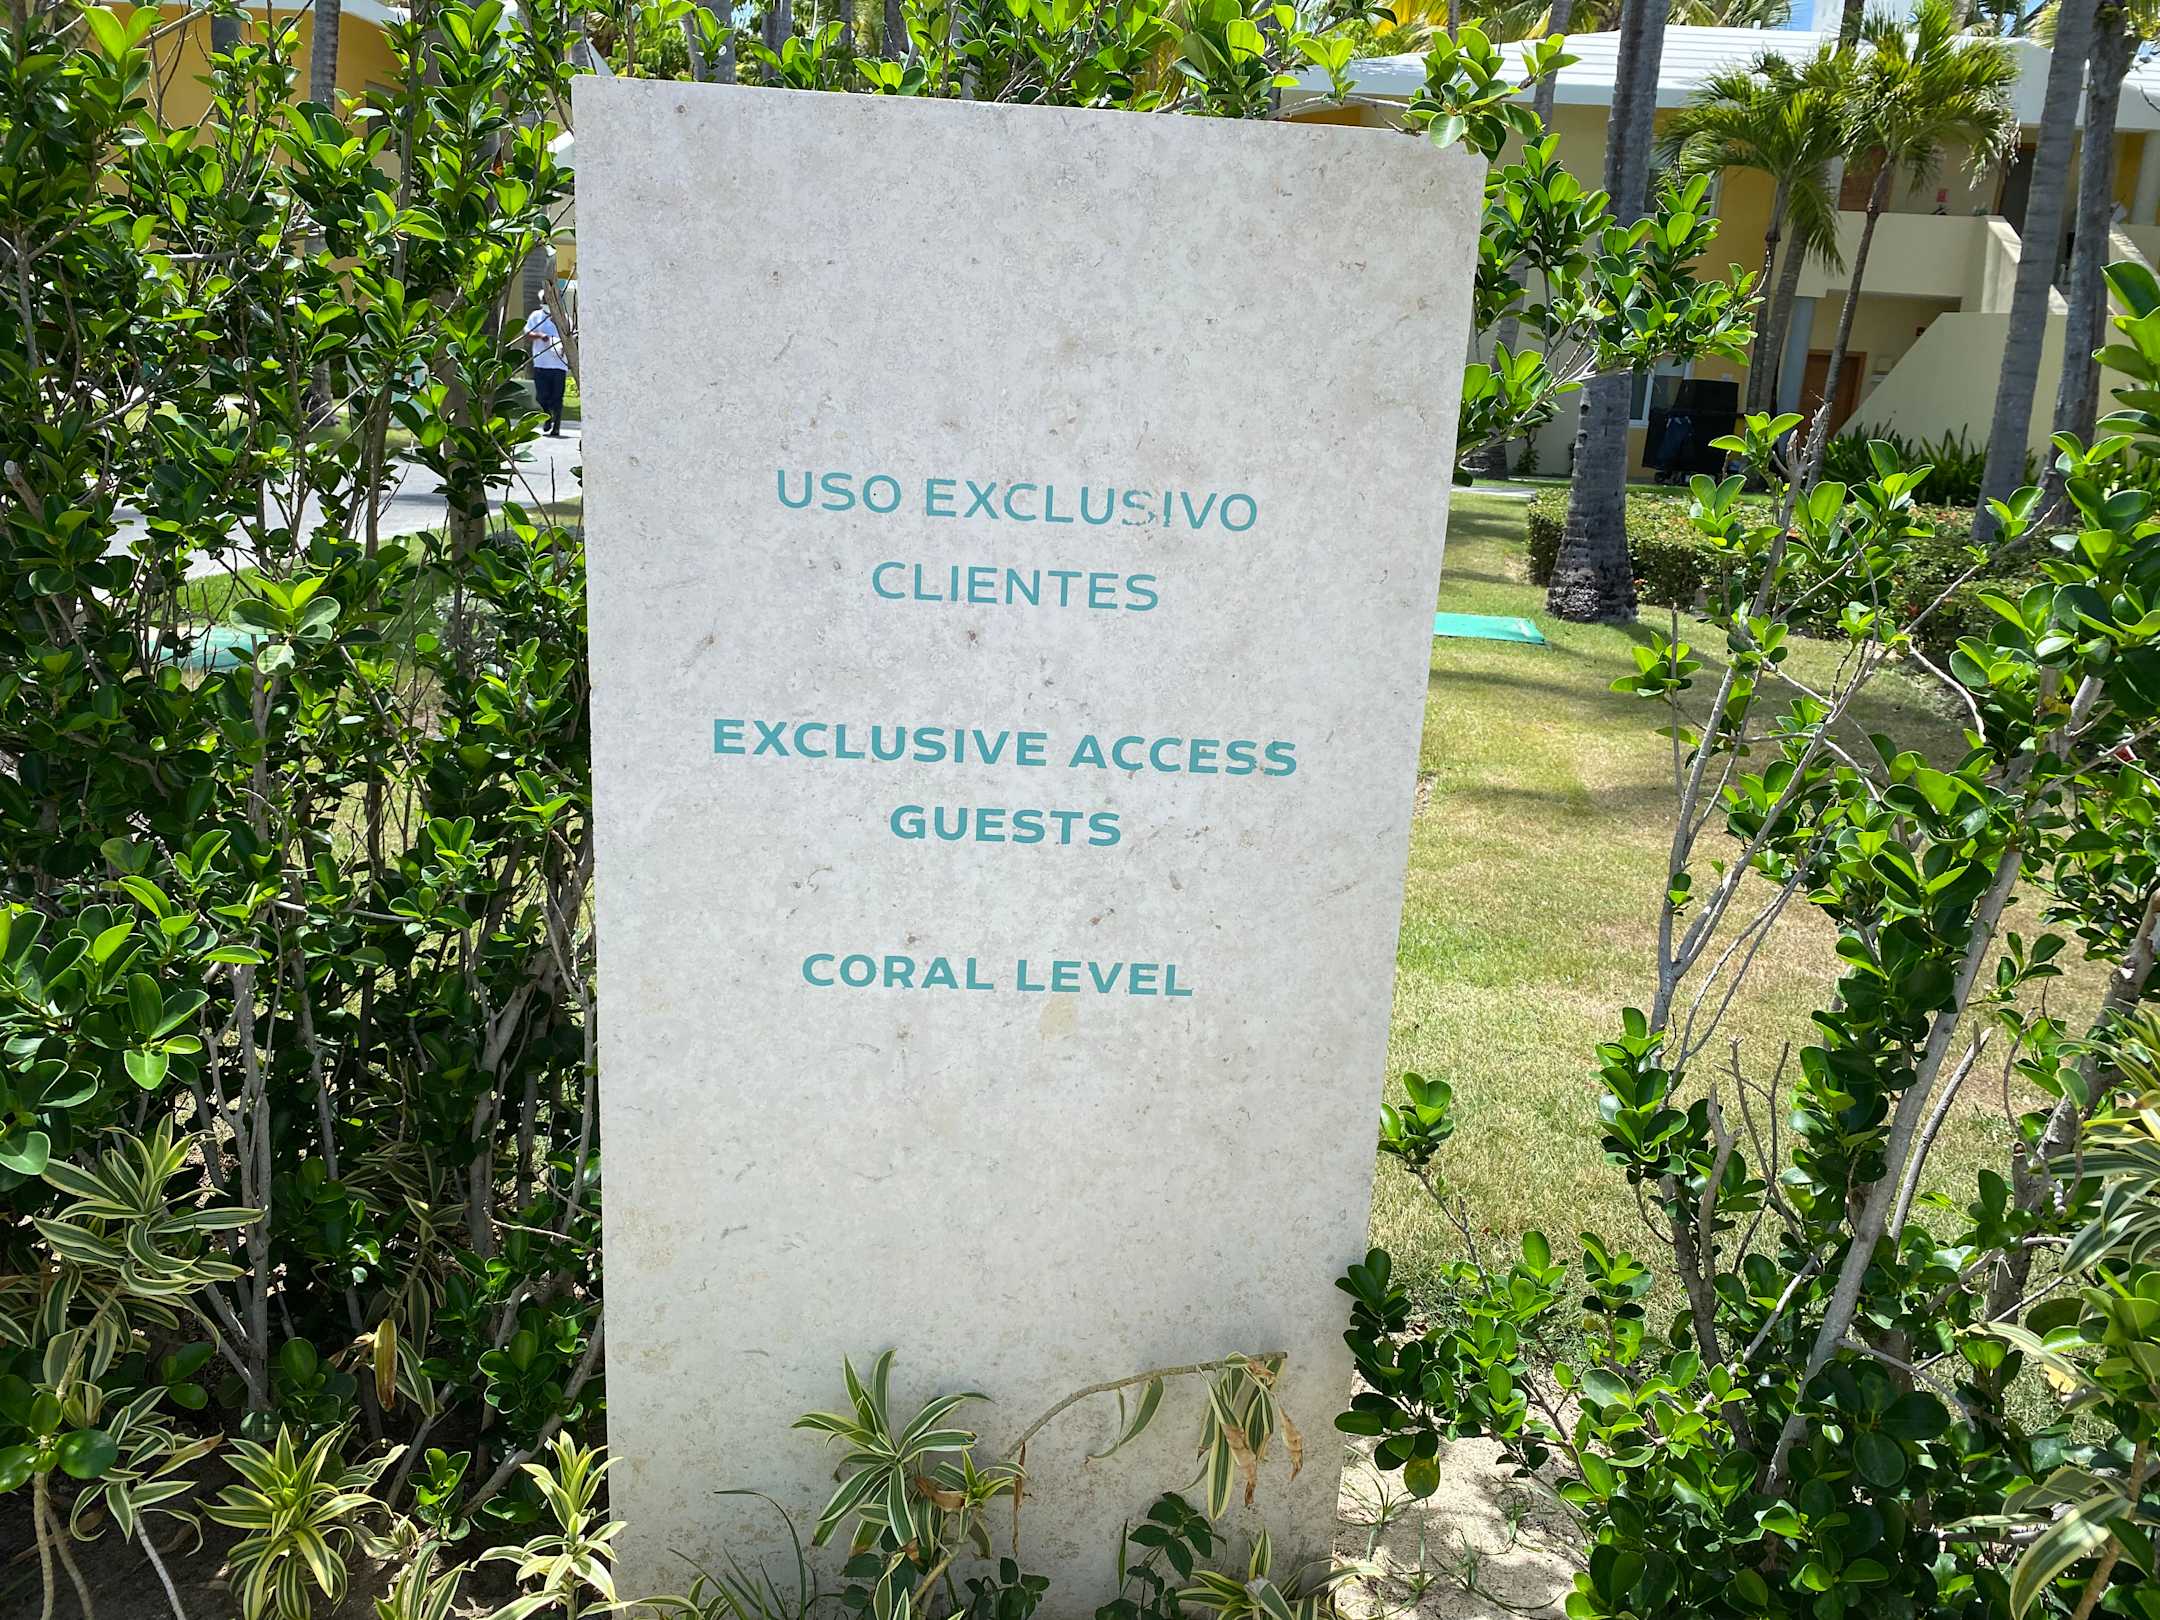 USO EXCLUSIVO
CLIENTES
EXCLUSIVE ACCESS
GUESTS
CORAL LEVEL